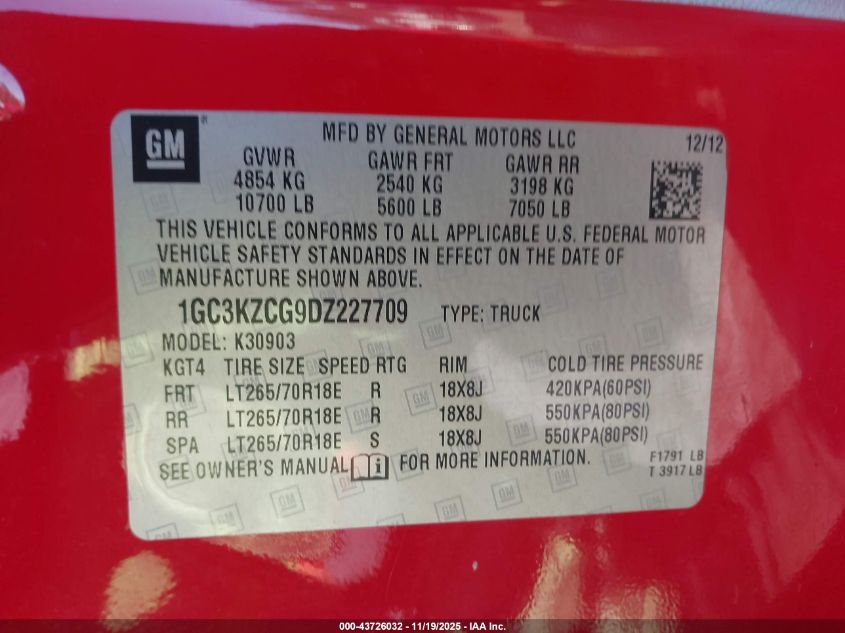 GM
MFD BY GENERAL MOTORS LLC 12/12
GVWR GAWR FRT GAWR RR
4854 KG 2540 KG 3198 KG
10700 LB 5600 LB 7050 LB
THIS VEHICLE CONFORMS TO ALL APPLICABLE U.S. FEDERAL MOTOR
VEHICLE SAFETY STANDARDS IN EFFECT ON THE DATE OF
MANUFACTURE SHOWN ABOVE.
1GC3KZCG9DZ227709 TYPE: TRUCK
MODEL: K30903
KGT4 TIRE SIZE SPEED RTG RIM COLD TIRE PRESSURE
FRT LT265/70R18E R 18X8J 420KPA(60PSI)
RR LT265/70R18E R 18X8J 550KPA(80PSI)
SPA LT265/70R18E S 18X8J 550KPA(80PSI)
SEE OWNER'S MANUAL FOR MORE INFORMATION.
F1791 LB
T 3917 LB
000-43726032 - 11/19/2025 - IAA Inc.